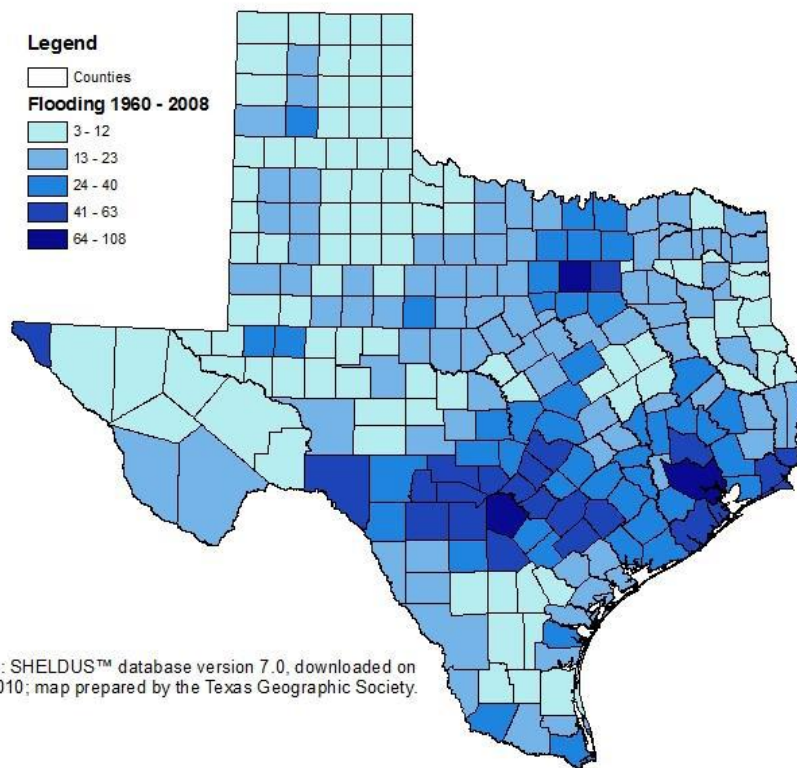 Legend
Counties
Flooding 1960 - 2008
3 - 12
13 - 23
24 - 40
41 - 63
64 - 108
: SHELDUS™ database version 7.0, downloaded on
010; map prepared by the Texas Geographic Society.